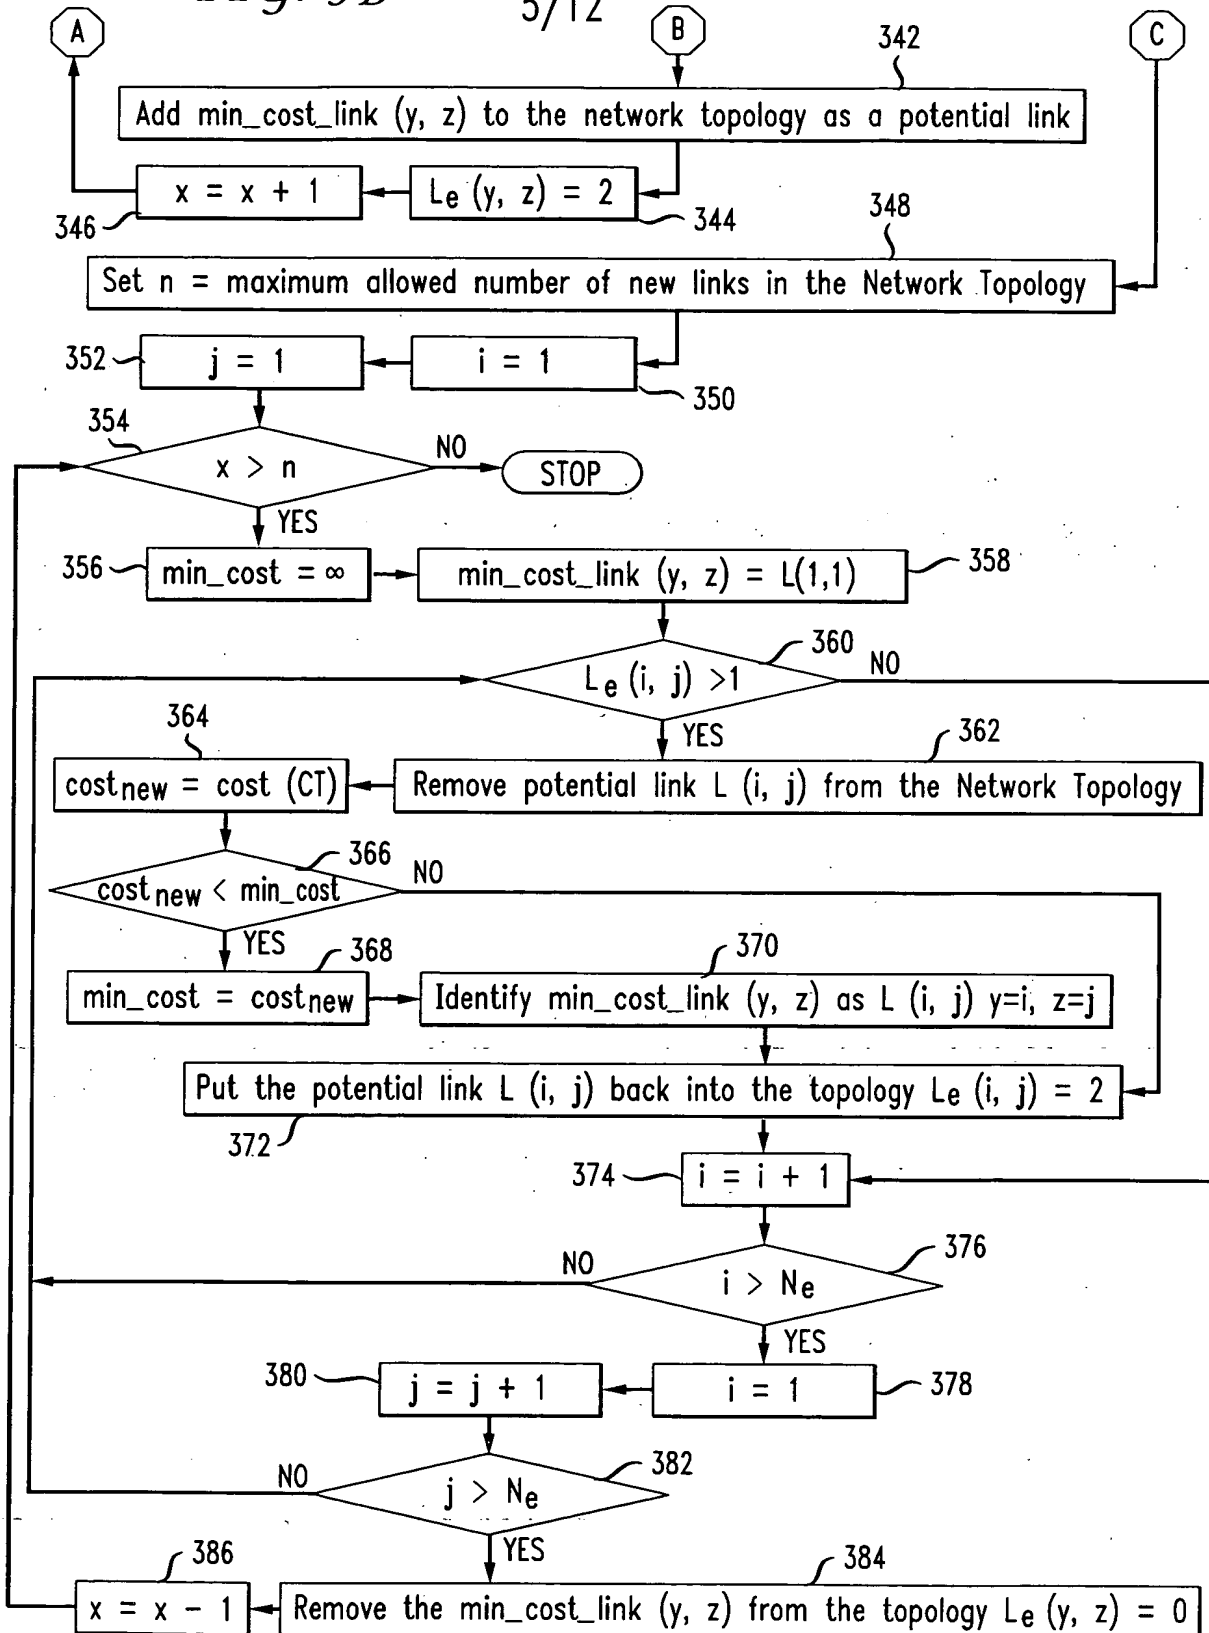 5/12
A
B
C
342
Add min_cost_link (y, z) to the network topology as a potential link
x = x + 1
Le (y, z) = 2
346
344
348
Set n = maximum allowed number of new links in the Network Topology
352
j = 1
i = 1
350
354
x > n
NO
STOP
YES
356
min_cost = ∞
min_cost_link (y, z) = L(1,1)
358
360
Le (i, j) >1
NO
YES
364
362
costnew = cost (CT)
Remove potential link L (i, j) from the Network Topology
366
costnew < min_cost
NO
YES
368
370
min_cost = costnew
Identify min_cost_link (y, z) as L (i, j) y=i, z=j
Put the potential link L (i, j) back into the topology Le (i, j) = 2
372
374
i = i + 1
376
NO
i > Ne
YES
380
j = j + 1
i = 1
378
382
NO
j > Ne
YES
386
384
x = x - 1
Remove the min_cost_link (y, z) from the topology Le (y, z) = 0